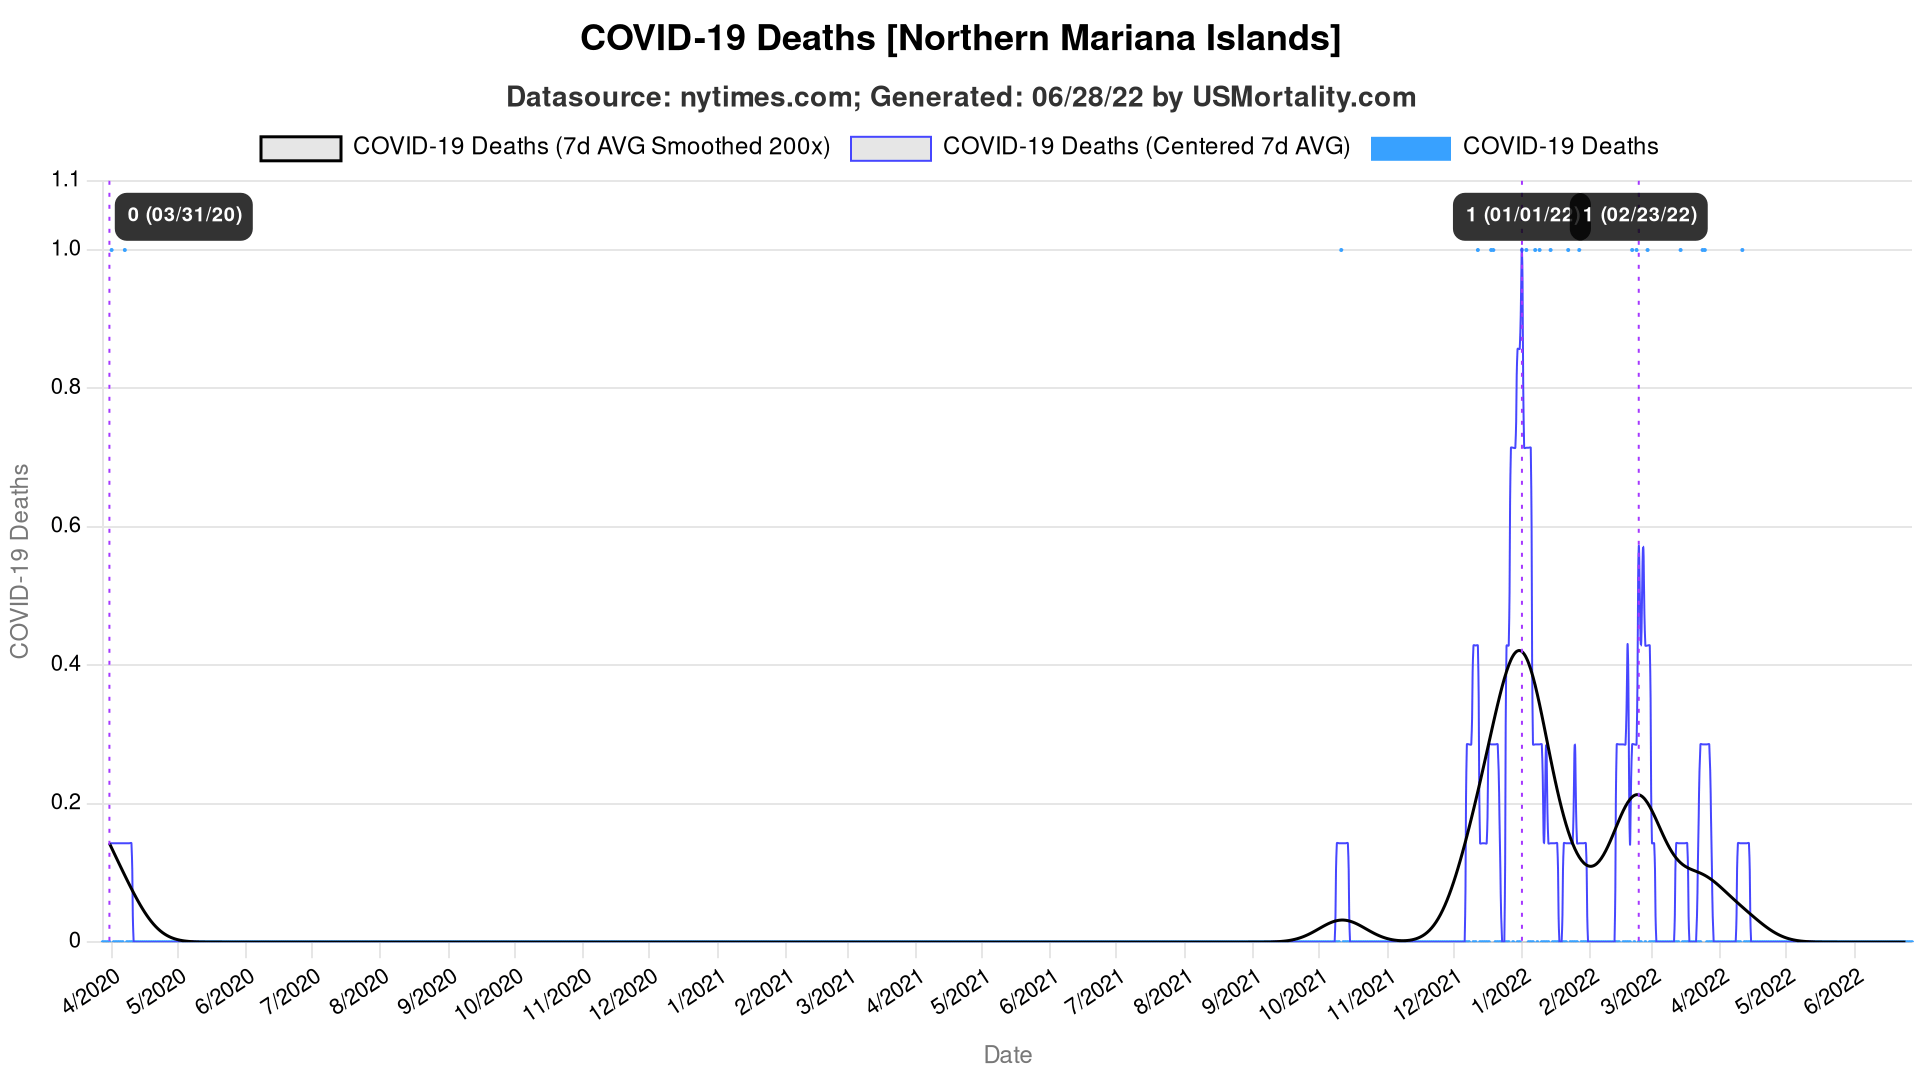 COVID-19 Deaths [Northern Mariana Islands]
Datasource: nytimes.com; Generated: 06/28/22 by USMortality.com
COVID-19 Deaths (7d AVG Smoothed 200x) COVID-19 Deaths (Centered 7d AVG) COVID-19 Deaths
1.1
0 (03/31/20) 1 (01/01/22) 1 (02/23/22)
1.0
0.8
0.6
0.4
0.2
0
COVID-19 Deaths
4/2020 5/2020 6/2020 7/2020 8/2020 9/2020 10/2020 11/2020 12/2020 1/2021 2/2021 3/2021 4/2021 5/2021 6/2021 7/2021 8/2021 9/2021 10/2021 11/2021 12/2021 1/2022 2/2022 3/2022 4/2022 5/2022 6/2022
Date